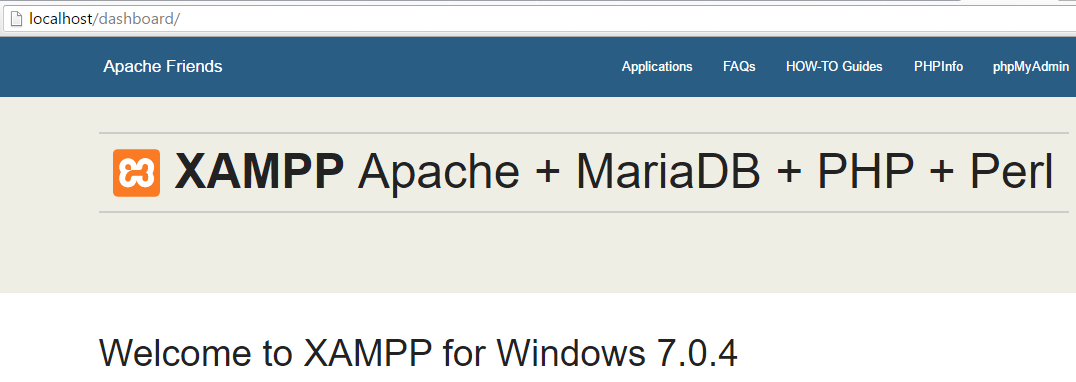 localhost/dashboard/
Apache Friends Applications FAQs HOW-TO Guides PHPInfo phpMyAdmin
XAMPP Apache + MariaDB + PHP + Perl
Welcome to XAMPP for Windows 7.0.4